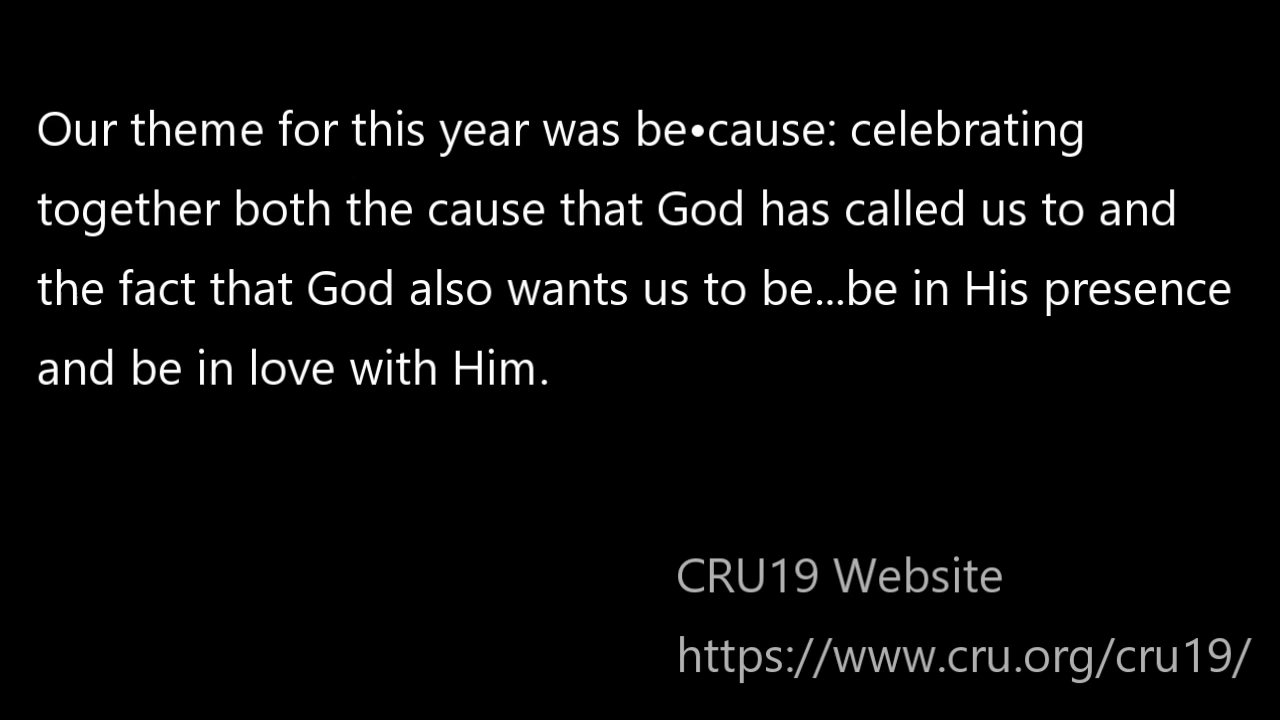 Our theme for this year was be•cause: celebrating
together both the cause that God has called us to and
the fact that God also wants us to be...be in His presence
and be in love with Him.
CRU19 Website
https://www.cru.org/cru19/